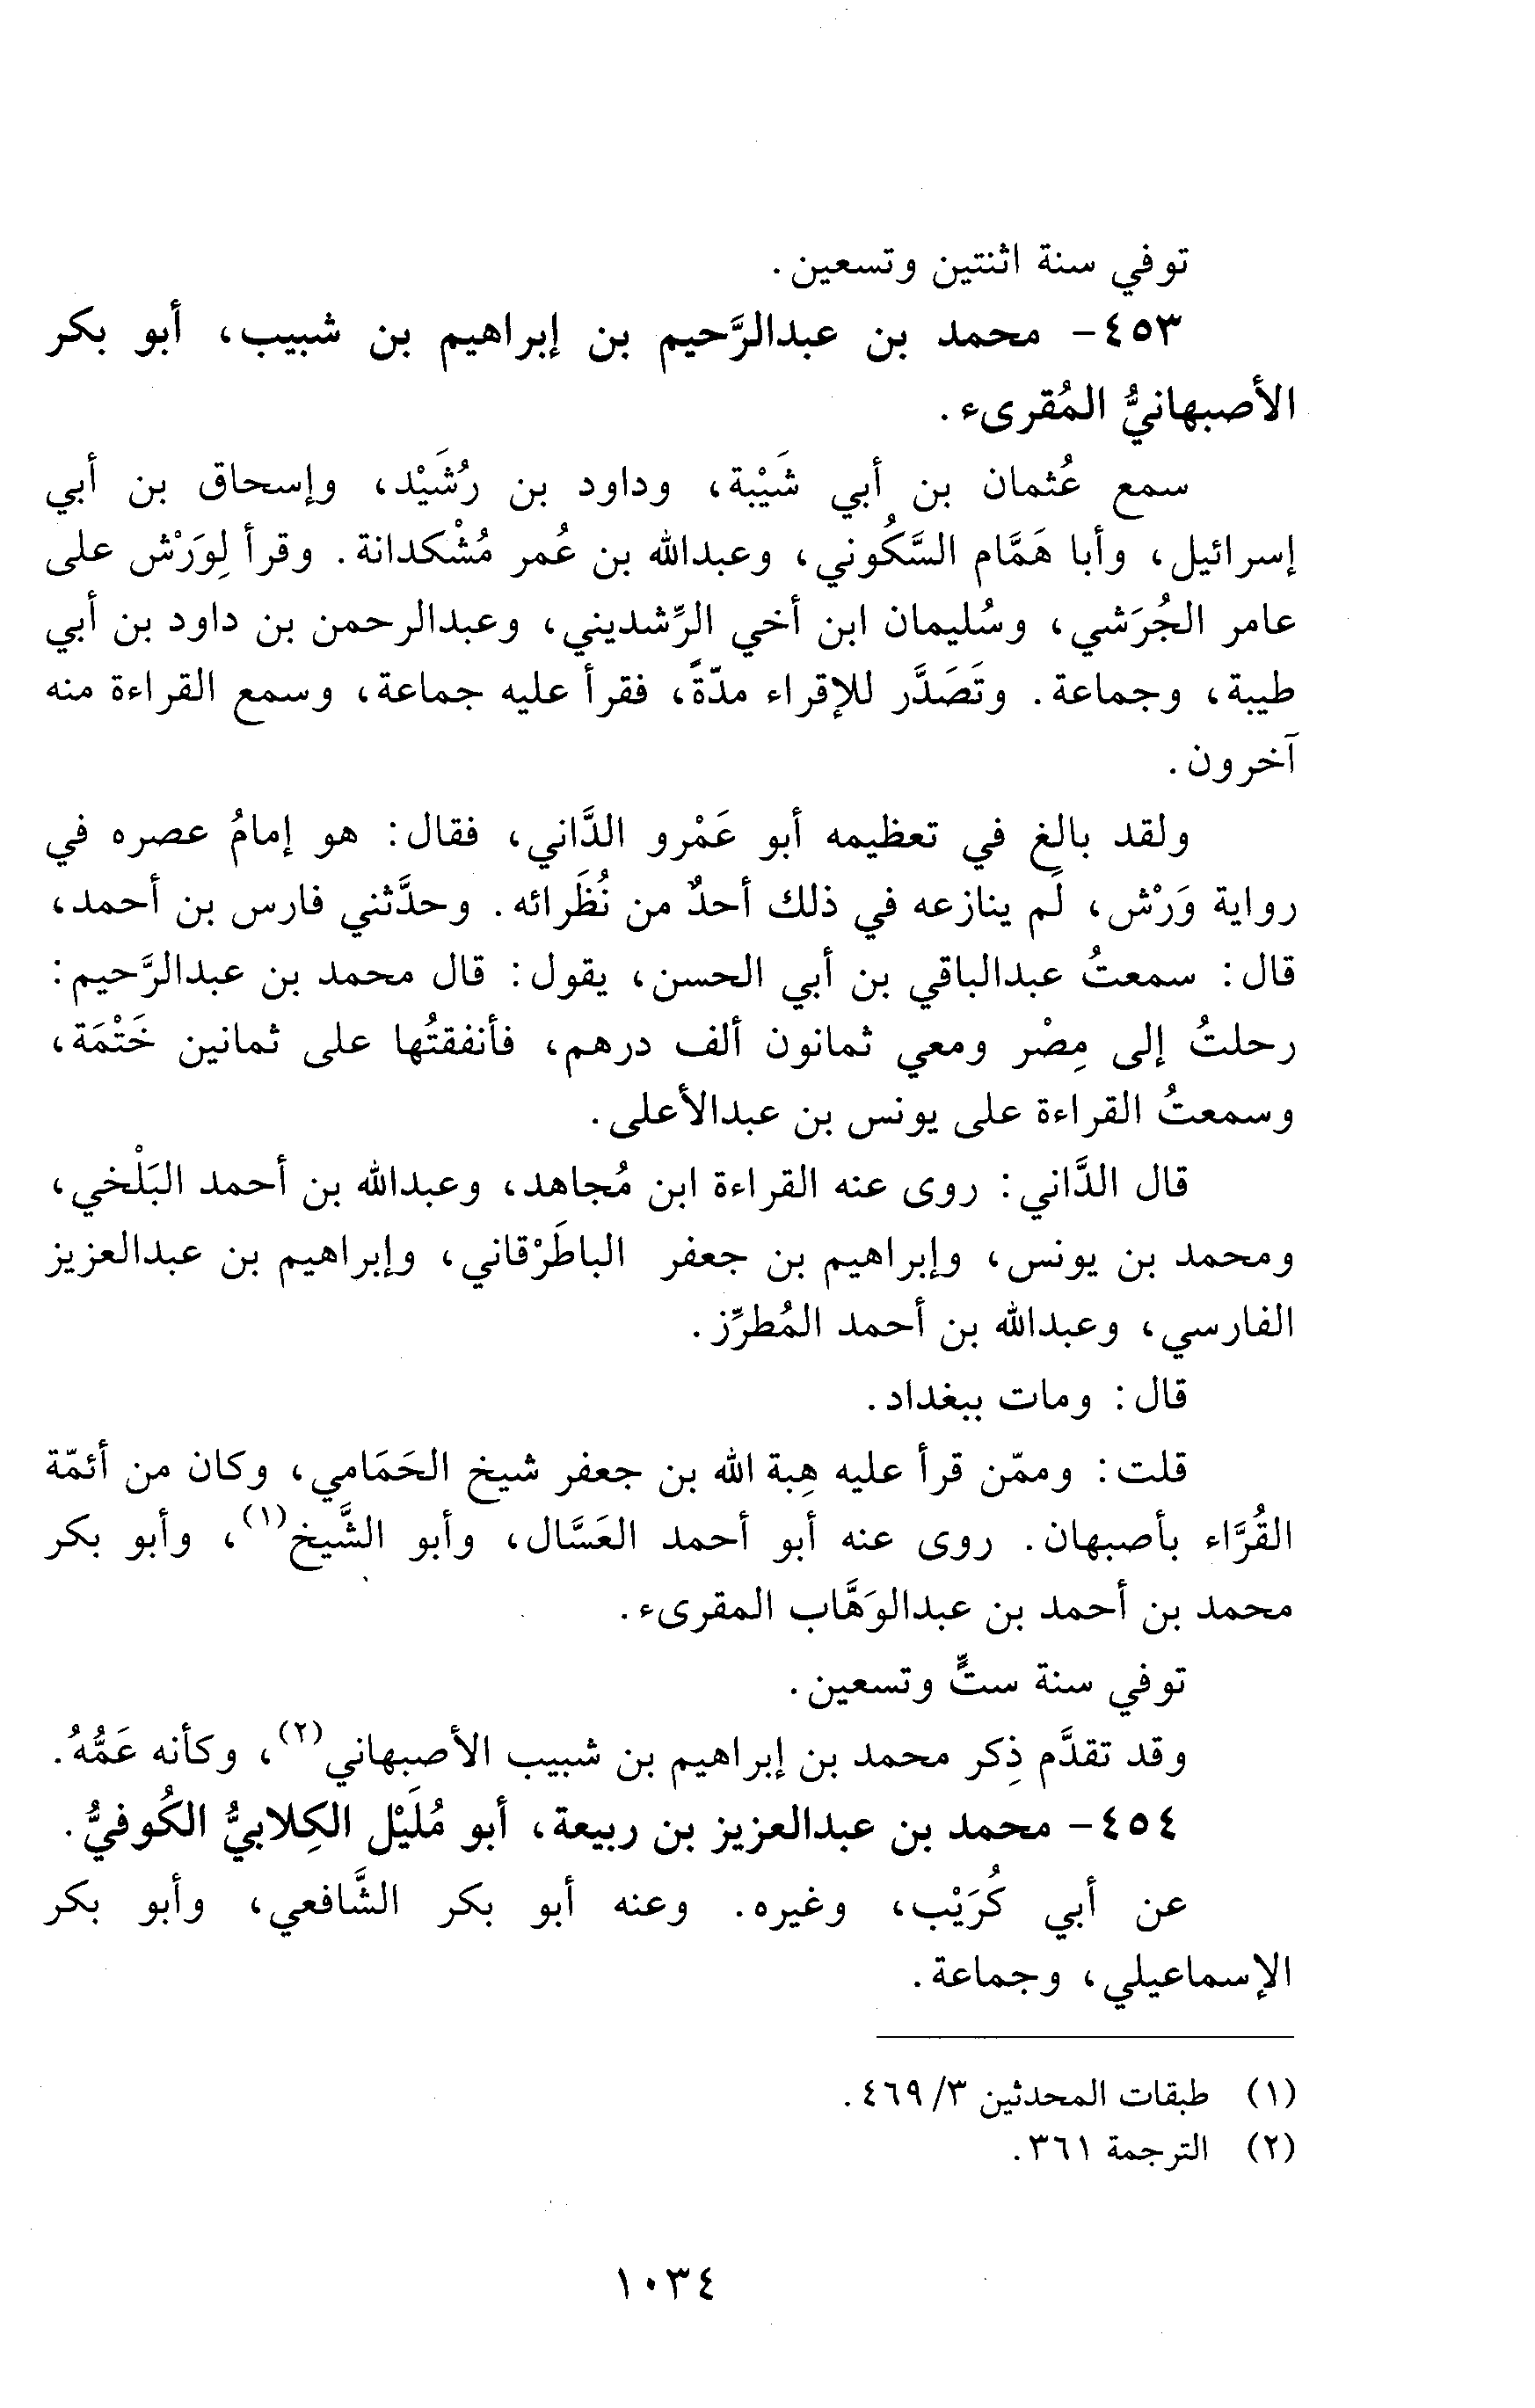 توفي سنة اثنتين وتسعين.
٤٥٣- محمد بن عبدالرَّحيم بن إبراهيم بن شبيب، أبو بكر
الأصبهانيُّ المُقرىء.
سمع عُثمان بن أبي شَيْبة، وداود بن رُشَيْد، وإسحاق بن أبي
إسرائيل، وأبا هَمَّام السَّكُوني، وعبدالله بن عُمر مُشْكدانة. وقرأ لِوَرْش على
عامر الجُرَشي، وسُليمان ابن أخي الرِّشديني، وعبدالرحمن بن داود بن أبي
طيبة، وجماعة. وتَصَدَّر للإقراء مدّةً، فقرأ عليه جماعة، وسمع القراءة منه
آخرون.
ولقد بالغ في تعظيمه أبو عَمْرو الدَّاني، فقال: هو إمامُ عصره في
رواية وَرْش، لَم ينازعه في ذلك أحدٌ من نُظَرائه. وحدَّثني فارس بن أحمد،
قال: سمعتُ عبدالباقي بن أبي الحسن، يقول: قال محمد بن عبدالرَّحيم:
رحلتُ إلى مِصْر ومعي ثمانون ألف درهم، فأنفقتُها على ثمانين خَتْمَة،
وسمعتُ القراءة على يونس بن عبدالأعلى.
قال الدَّاني: روى عنه القراءة ابن مُجاهد، وعبدالله بن أحمد البَلْخي،
ومحمد بن يونس، وإبراهيم بن جعفر الباطَرْقاني، وإبراهيم بن عبدالعزيز
الفارسي، وعبدالله بن أحمد المُطرِّز.
قال: ومات ببغداد.
قلت: وممّن قرأ عليه هِبة الله بن جعفر شيخ الحَمَامي، وكان من أئمّة
القُرَّاء بأصبهان. روى عنه أبو أحمد العَسَّال، وأبو الشَّيخ(١)، وأبو بكر
محمد بن أحمد بن عبدالوَهَّاب المقرىء.
توفي سنة ستٍّ وتسعين.
وقد تقدَّم ذِكر محمد بن إبراهيم بن شبيب الأصبهاني(٢)، وكأنه عَمُّهُ.
٤٥٤- محمد بن عبدالعزيز بن ربيعة، أبو مُلَيْل الكِلابيُّ الكُوفيُّ.
عن أبي كُرَيْب، وغيره. وعنه أبو بكر الشَّافعي، وأبو بكر
الإسماعيلي، وجماعة.
(١) طبقات المحدثين ٣/ ٤٦٩.
(٢) الترجمة ٣٦١.
١٠٣٤